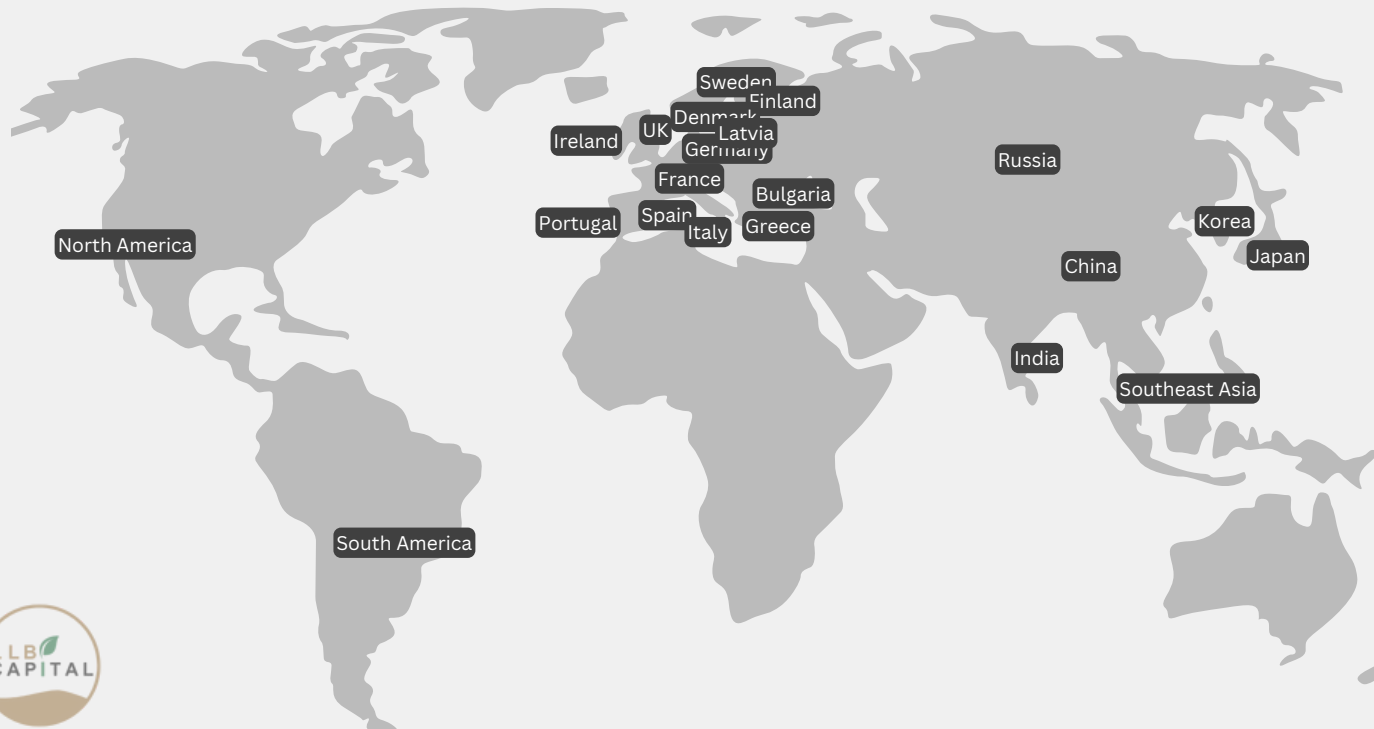 Sweden
Finland
Denmark
UK
Latvia
Ireland
Germany
Russia
France
Bulgaria
Portugal
Spain
Italy
Greece
Korea
North America
Japan
China
India
Southeast Asia
South America
LB
CAPITAL